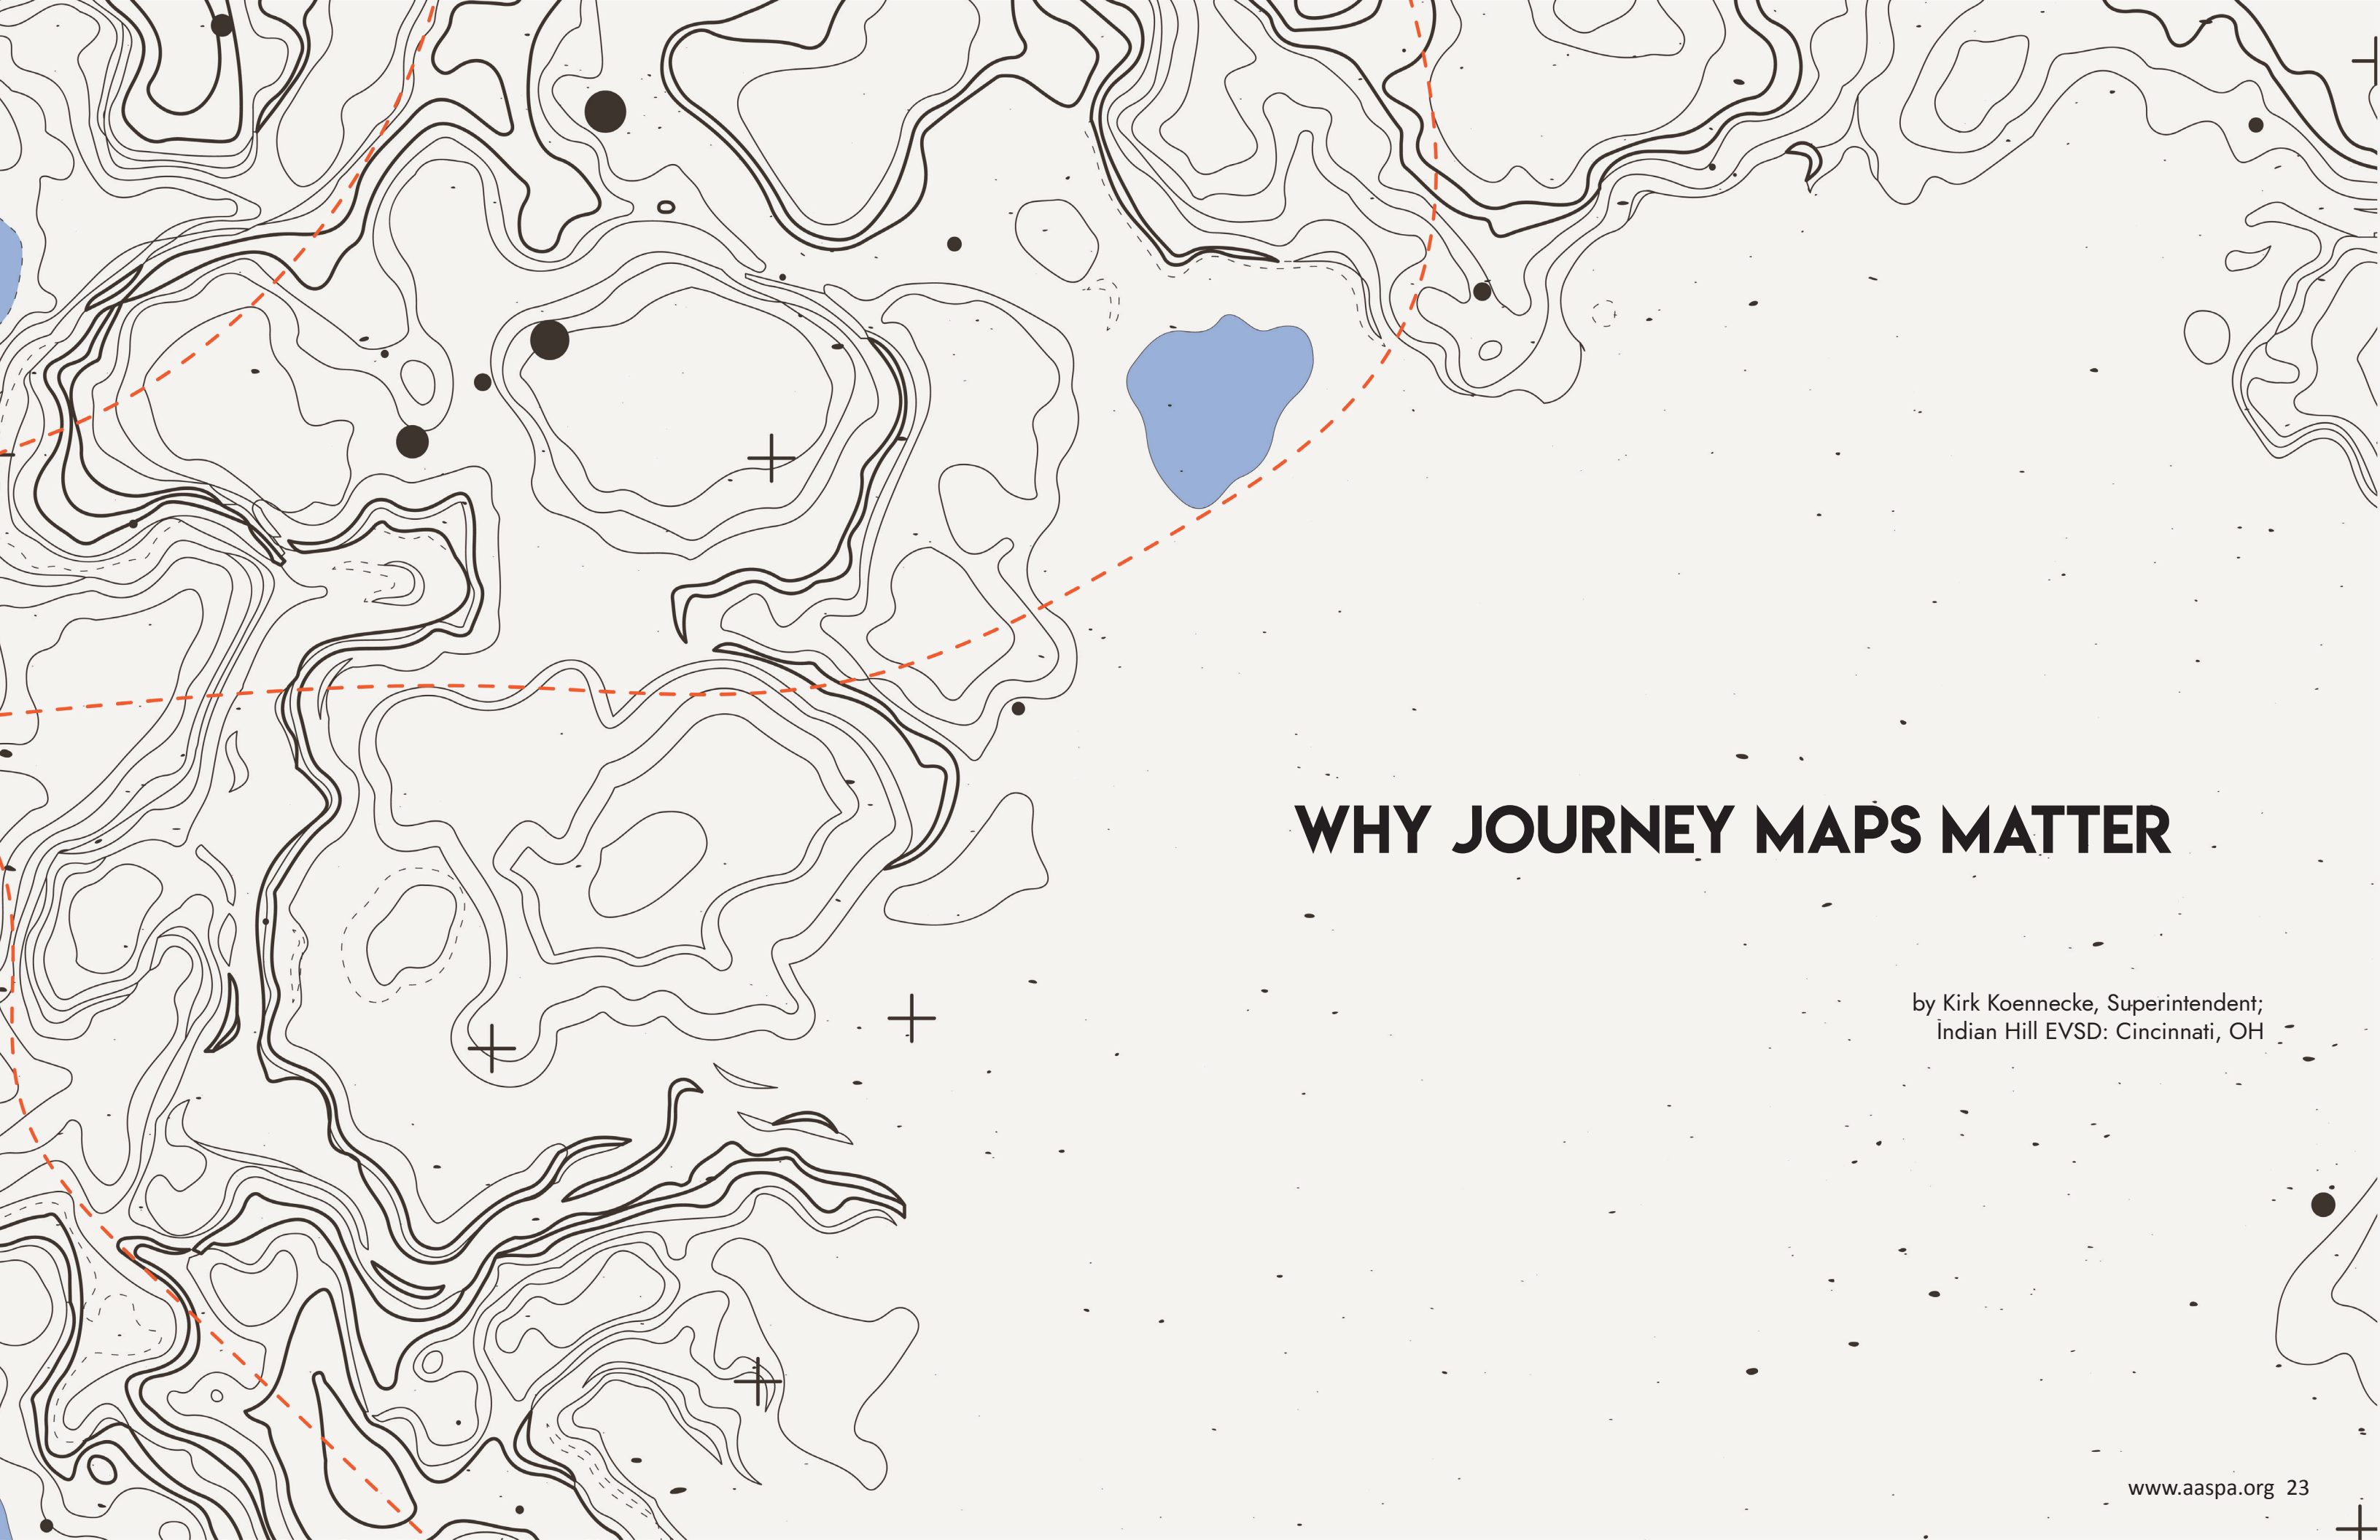 WHY JOURNEY MAPS MATTER
by Kirk Koennecke, Superintendent;
Indian Hill EVSD: Cincinnati, OH
www.aaspa.org 23